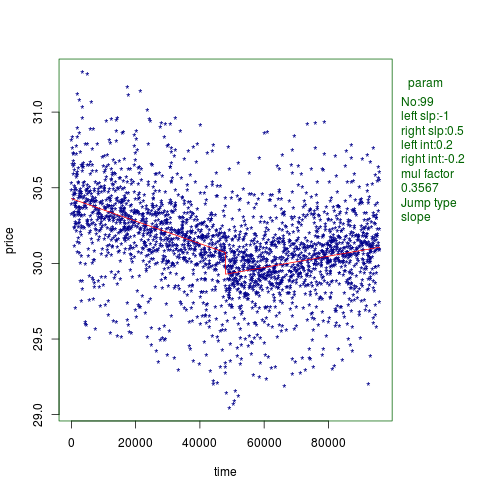 param
No:99
left slp:-1
right slp:0.5
left int:0.2
right int:-0.2
mul factor
0.3567
Jump type
slope
price
31.0
30.5
30.0
29.5
29.0
0 20000 40000 60000 80000
time